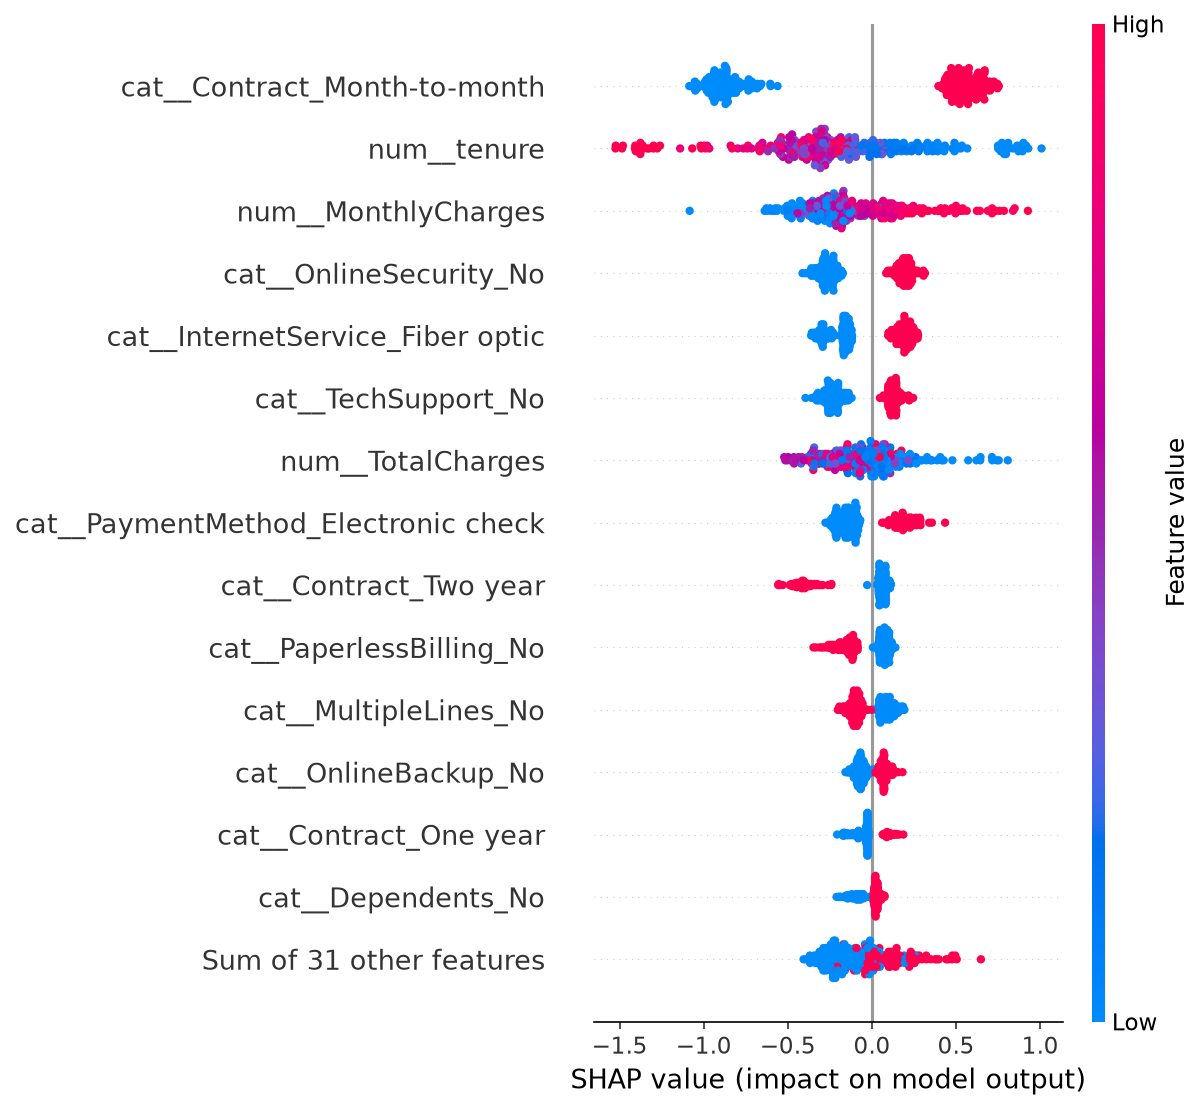 High
cat__Contract_Month-to-month
num__tenure
num__MonthlyCharges
cat__OnlineSecurity_No
cat__InternetService_Fiber optic
cat__TechSupport_No
num__TotalCharges
cat__PaymentMethod_Electronic check
cat__Contract_Two year
cat__PaperlessBilling_No
cat__MultipleLines_No
cat__OnlineBackup_No
cat__Contract_One year
cat__Dependents_No
Sum of 31 other features
Feature value
Low
−1.5 −1.0 −0.5 0.0 0.5 1.0
SHAP value (impact on model output)